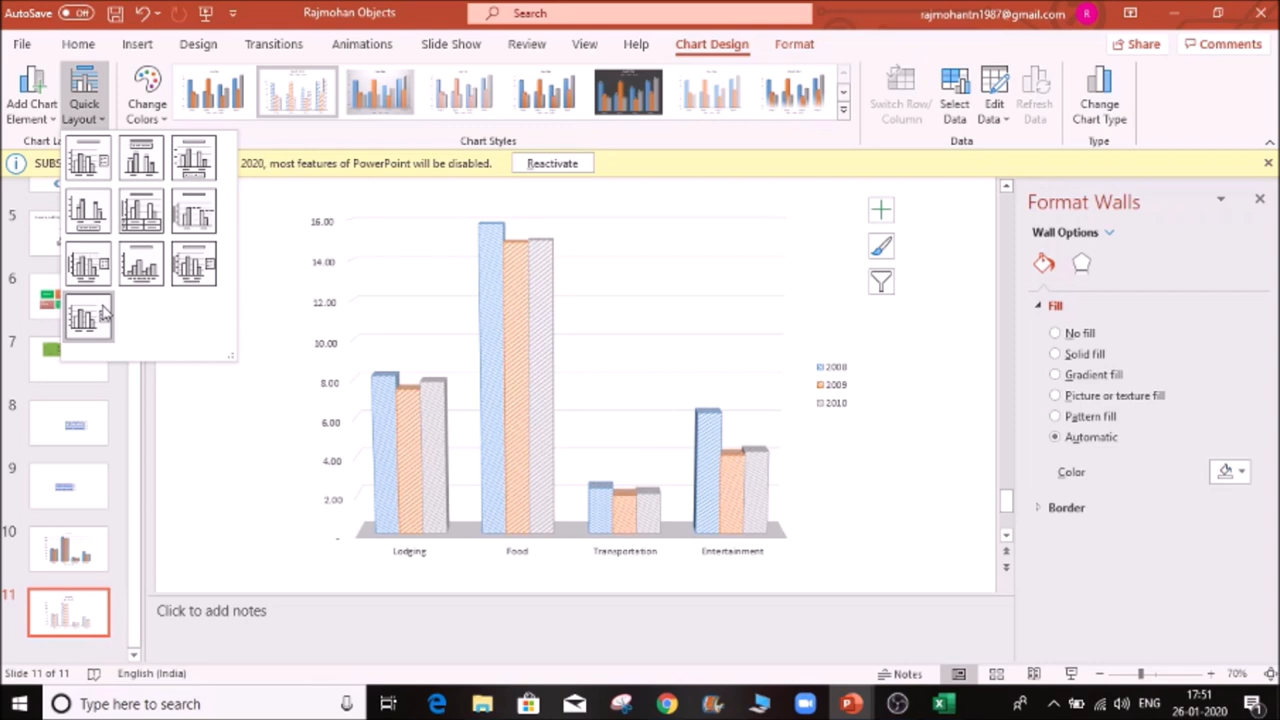 AutoSave Off Rajmohan Objects Search rajmohantn1987@gmail.com R
File Home Insert Design Transitions Animations Slide Show Review View Help Chart Design Format Share Comments
Add Chart Element Quick Layout Change Colors Switch Row/ Column Select Data Edit Data Refresh Data Change Chart Type
Chart La Chart Styles Data Type
SUBS 2020, most features of PowerPoint will be disabled. Reactivate
5
6
7
8
9
10
11
16.00
14.00
12.00
10.00
8.00
6.00
4.00
2.00
-
Lodging Food Transportation Entertainment
2008
2009
2010
Format Walls
Wall Options
Fill
No fill
Solid fill
Gradient fill
Picture or texture fill
Pattern fill
Automatic
Color
Border
Click to add notes
Slide 11 of 11 English (India) Notes 70%
Type here to search ENG 17:51
26-01-2020 1